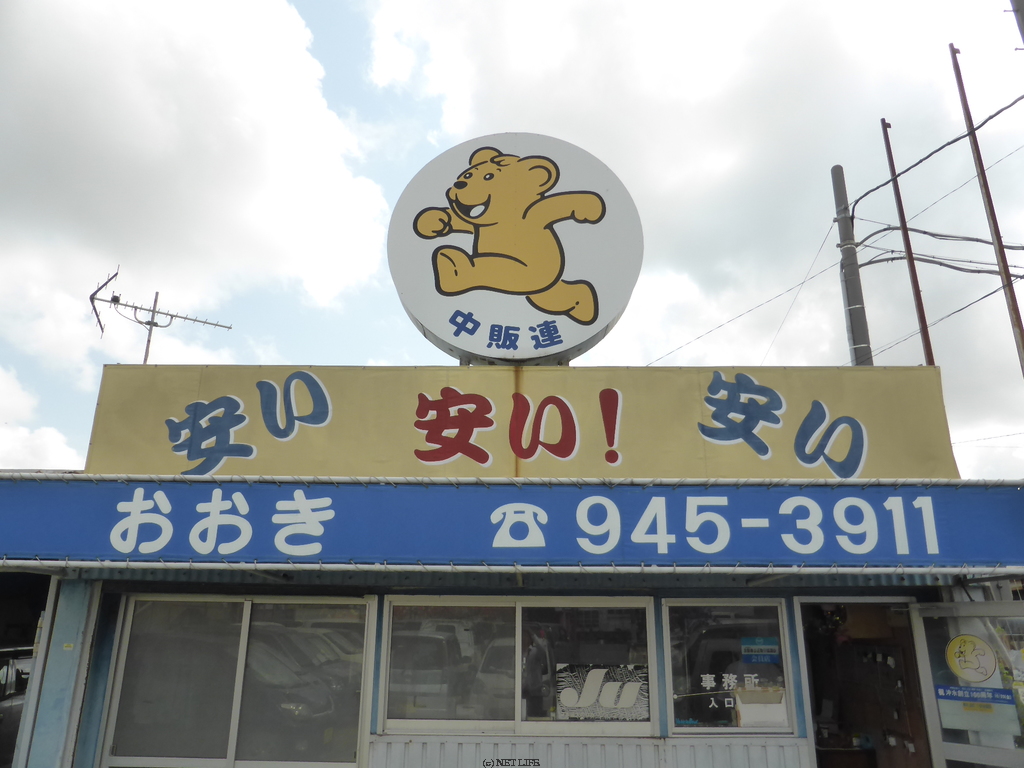 中販連
安い 安い! 安い
おおき ☎945-3911
JU
事務所
入口
(c) NET LIFE